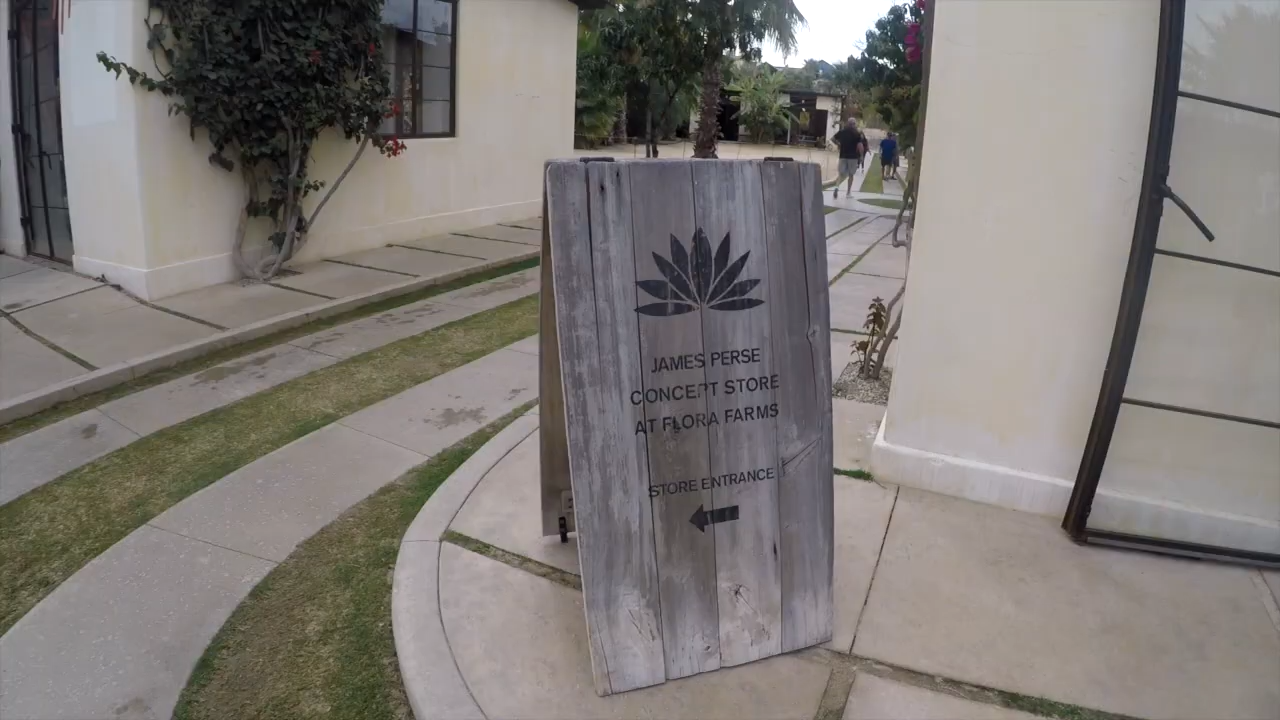 JAMES PERSE
CONCEPT STORE
AT FLORA FARMS
STORE ENTRANCE